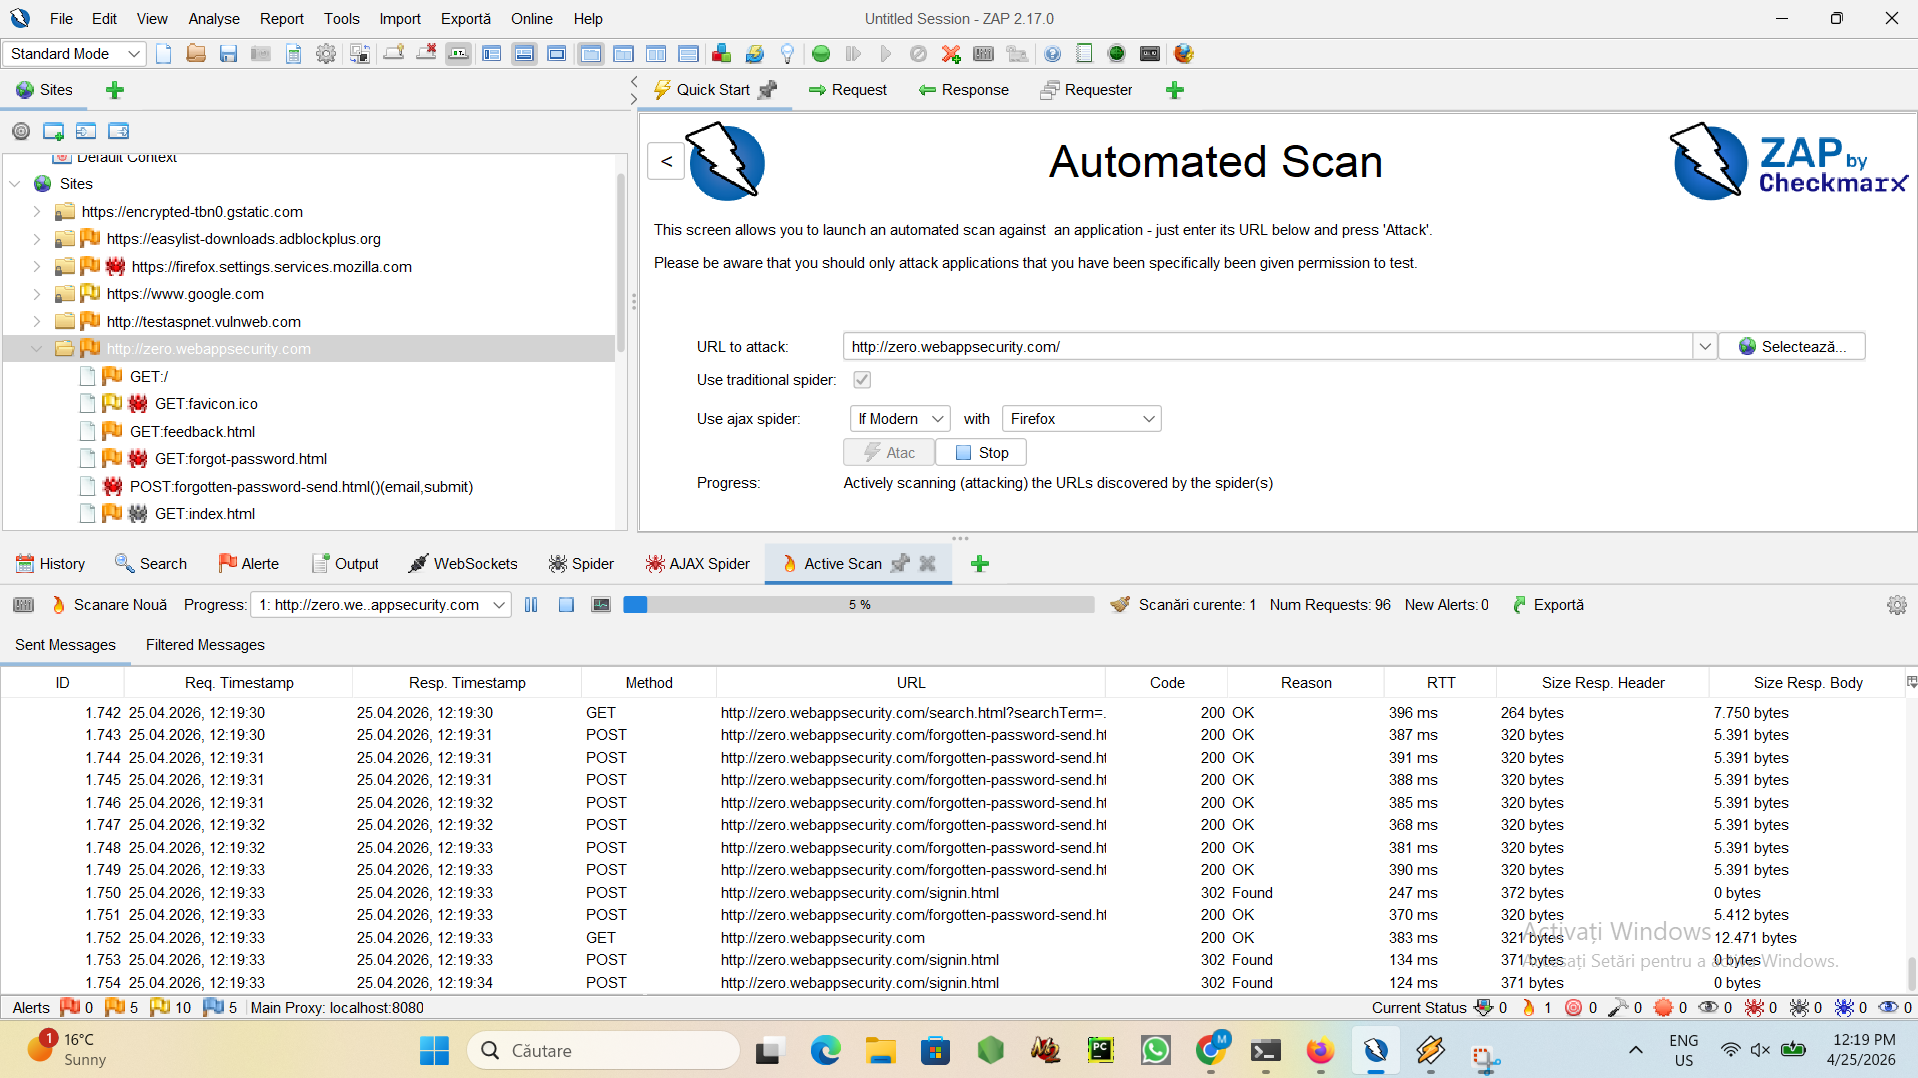 File Edit View Analyse Report Tools Import Exportă Online Help
Untitled Session - ZAP 2.17.0
Standard Mode
Sites
Quick Start Request Response Requester
Default Context
Sites
https://encrypted-tbn0.gstatic.com
https://easylist-downloads.adblockplus.org
https://firefox.settings.services.mozilla.com
https://www.google.com
http://testaspnet.vulnweb.com
http://zero.webappsecurity.com
GET:/
GET:favicon.ico
GET:feedback.html
GET:forgot-password.html
POST:forgotten-password-send.html()(email,submit)
GET:index.html
<
Automated Scan
ZAP by Checkmarx
This screen allows you to launch an automated scan against an application - just enter its URL below and press 'Attack'.
Please be aware that you should only attack applications that you have been specifically been given permission to test.
URL to attack: http://zero.webappsecurity.com/ Selectează...
Use traditional spider:
Use ajax spider: If Modern with Firefox
Atac Stop
Progress: Actively scanning (attacking) the URLs discovered by the spider(s)
History Search Alerte Output WebSockets Spider AJAX Spider Active Scan
Scanare Nouă Progress: 1: http://zero.we..appsecurity.com 5 % Scanări curente: 1 Num Requests: 96 New Alerts: 0 Exportă
Sent Messages Filtered Messages
ID Req. Timestamp Resp. Timestamp Method URL Code Reason RTT Size Resp. Header Size Resp. Body
1.742 25.04.2026, 12:19:30 25.04.2026, 12:19:30 GET http://zero.webappsecurity.com/search.html?searchTerm=. 200 OK 396 ms 264 bytes 7.750 bytes
1.743 25.04.2026, 12:19:30 25.04.2026, 12:19:31 POST http://zero.webappsecurity.com/forgotten-password-send.ht 200 OK 387 ms 320 bytes 5.391 bytes
1.744 25.04.2026, 12:19:31 25.04.2026, 12:19:31 POST http://zero.webappsecurity.com/forgotten-password-send.ht 200 OK 391 ms 320 bytes 5.391 bytes
1.745 25.04.2026, 12:19:31 25.04.2026, 12:19:31 POST http://zero.webappsecurity.com/forgotten-password-send.ht 200 OK 388 ms 320 bytes 5.391 bytes
1.746 25.04.2026, 12:19:31 25.04.2026, 12:19:32 POST http://zero.webappsecurity.com/forgotten-password-send.ht 200 OK 385 ms 320 bytes 5.391 bytes
1.747 25.04.2026, 12:19:32 25.04.2026, 12:19:32 POST http://zero.webappsecurity.com/forgotten-password-send.ht 200 OK 368 ms 320 bytes 5.391 bytes
1.748 25.04.2026, 12:19:32 25.04.2026, 12:19:33 POST http://zero.webappsecurity.com/forgotten-password-send.ht 200 OK 381 ms 320 bytes 5.391 bytes
1.749 25.04.2026, 12:19:33 25.04.2026, 12:19:33 POST http://zero.webappsecurity.com/forgotten-password-send.ht 200 OK 390 ms 320 bytes 5.391 bytes
1.750 25.04.2026, 12:19:33 25.04.2026, 12:19:33 POST http://zero.webappsecurity.com/signin.html 302 Found 247 ms 372 bytes 0 bytes
1.751 25.04.2026, 12:19:33 25.04.2026, 12:19:33 POST http://zero.webappsecurity.com/forgotten-password-send.ht 200 OK 370 ms 320 bytes 5.412 bytes
1.752 25.04.2026, 12:19:33 25.04.2026, 12:19:33 GET http://zero.webappsecurity.com 200 OK 383 ms 321 bytes 12.471 bytes
1.753 25.04.2026, 12:19:33 25.04.2026, 12:19:33 POST http://zero.webappsecurity.com/signin.html 302 Found 134 ms 371 bytes 0 bytes
1.754 25.04.2026, 12:19:33 25.04.2026, 12:19:34 POST http://zero.webappsecurity.com/signin.html 302 Found 124 ms 371 bytes 0 bytes
Activați Windows
Accesați Setări pentru a activa Windows.
Alerts 0 5 10 5 Main Proxy: localhost:8080
Current Status 0 1 0 0 0 0 0 0 0 0
1 16°C
Sunny
Căutare
PC
M
ENG
US
12:19 PM
4/25/2026